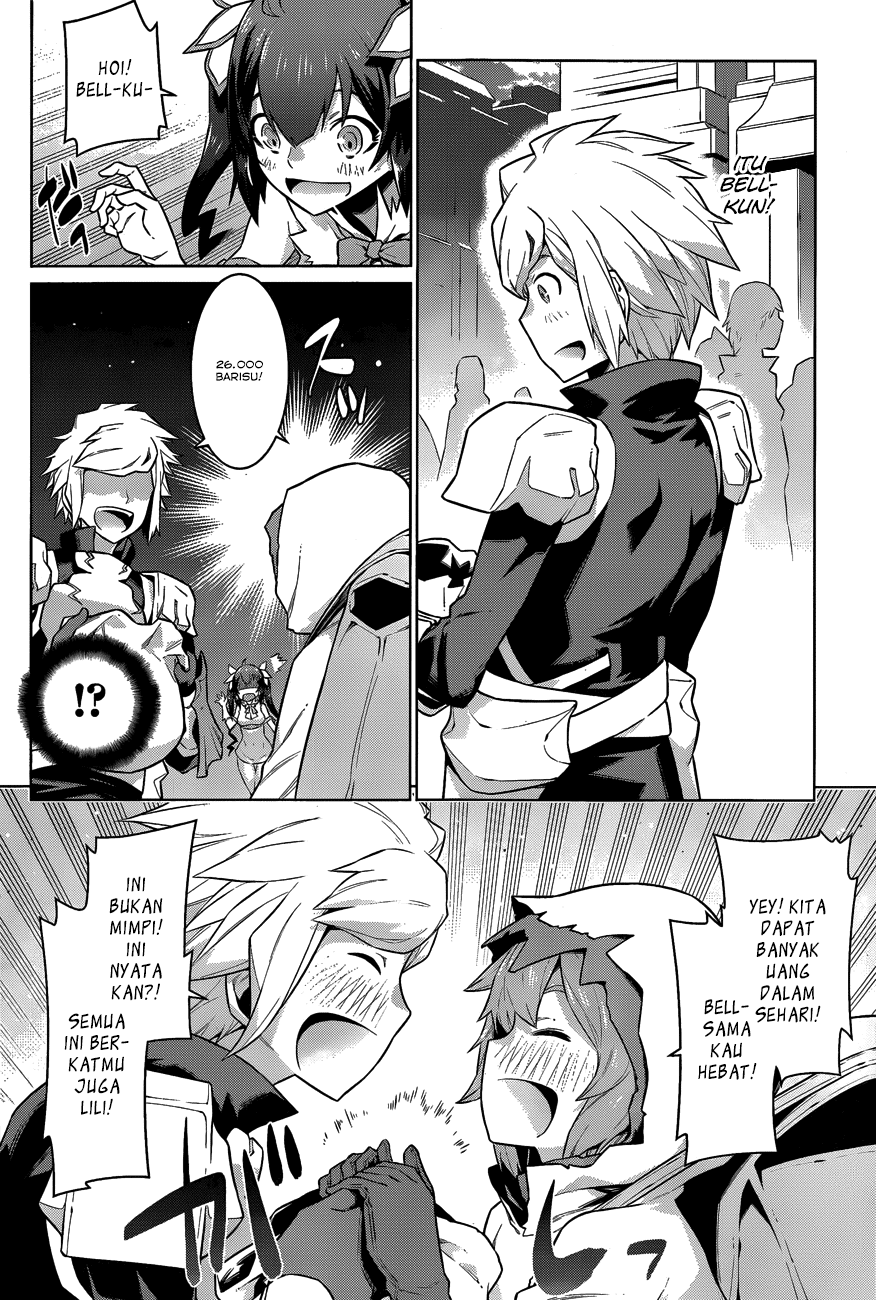 ITU
BELL-
KUN!
HOI!
BELL-KU-
26.000
BARISU!
!?
YEY! KITA
DAPAT
BANYAK
UANG
DALAM
SEHARI!
BELL-
SAMA
KAU
HEBAT!
INI
BUKAN
MIMPI!
INI
NYATA
KAN?!
SEMUA
INI BER-
KATMU
JUGA
LILI!